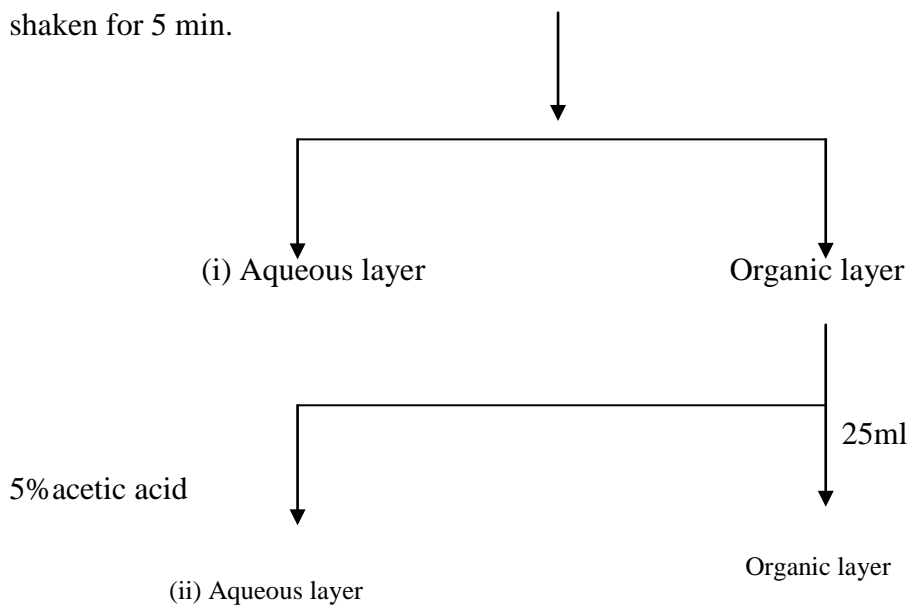 shaken for 5 min.
(i) Aqueous layer
Organic layer
25ml
5%acetic acid
Organic layer
(ii) Aqueous layer